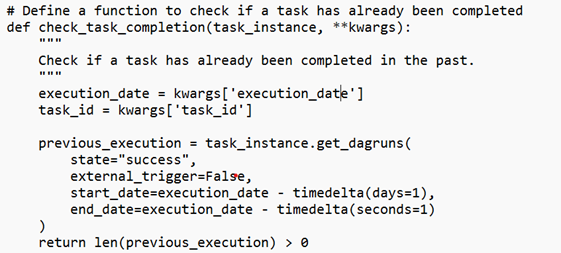 # Define a function to check if a task has already been completed
def check_task_completion(task_instance, **kwargs):
    """
    Check if a task has already been completed in the past.
    """
    execution_date = kwargs['execution_date']
    task_id = kwargs['task_id']

    previous_execution = task_instance.get_dagruns(
        state="success",
        external_trigger=False,
        start_date=execution_date - timedelta(days=1),
        end_date=execution_date - timedelta(seconds=1)
    )
    return len(previous_execution) > 0